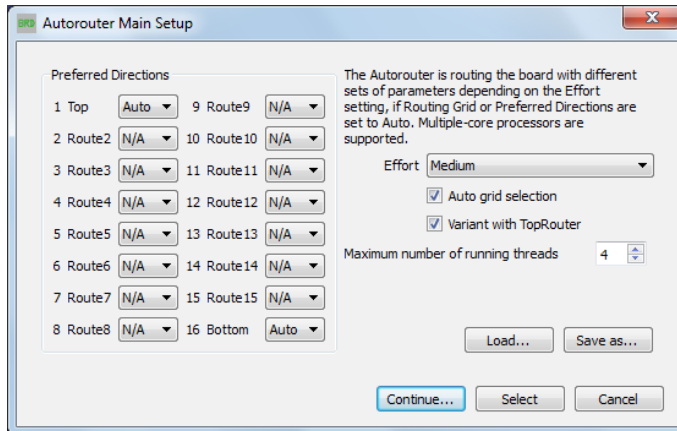 BRD Autorouter Main Setup
Preferred Directions
1 Top Auto 9 Route9 N/A
2 Route2 N/A 10 Route10 N/A
3 Route3 N/A 11 Route11 N/A
4 Route4 N/A 12 Route12 N/A
5 Route5 N/A 13 Route13 N/A
6 Route6 N/A 14 Route14 N/A
7 Route7 N/A 15 Route15 N/A
8 Route8 N/A 16 Bottom Auto
The Autorouter is routing the board with different
sets of parameters depending on the Effort
setting, if Routing Grid or Preferred Directions are
set to Auto. Multiple-core processors are
supported.
Effort Medium
Auto grid selection
Variant with TopRouter
Maximum number of running threads 4
Load... Save as...
Continue... Select Cancel